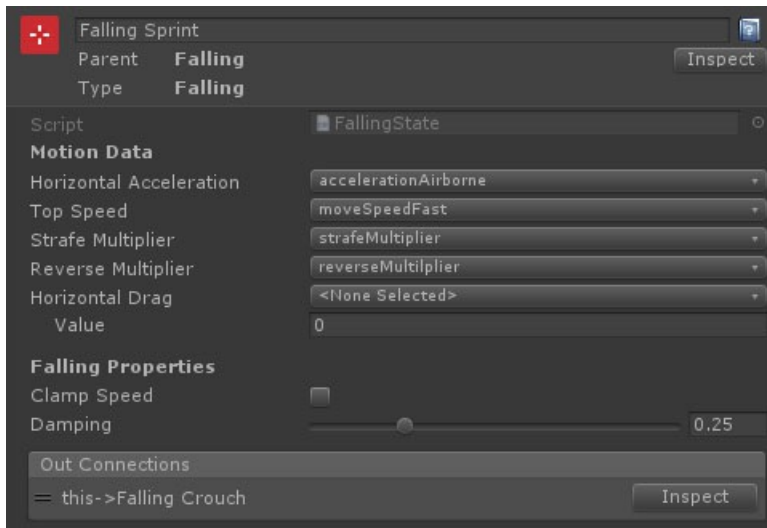 Falling Sprint
Parent Falling
Inspect
Type Falling
Script FallingState
Motion Data
Horizontal Acceleration accelerationAirborne
Top Speed moveSpeedFast
Strafe Multiplier strafeMultiplier
Reverse Multiplier reverseMultilplier
Horizontal Drag <None Selected>
Value 0
Falling Properties
Clamp Speed
Damping 0.25
Out Connections
this->Falling Crouch Inspect